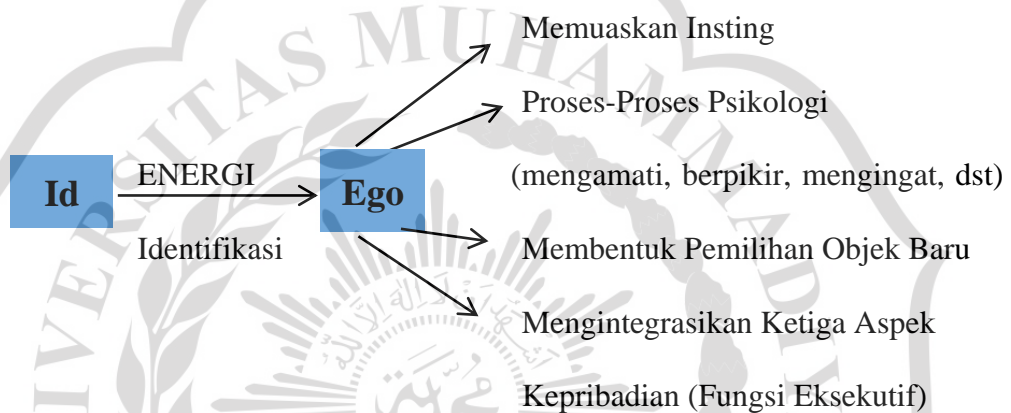 Memuaskan Insting
Proses-Proses Psikologi
(mengamati, berpikir, mengingat, dst)
Id
ENERGI
Identifikasi
Ego
Membentuk Pemilihan Objek Baru
Mengintegrasikan Ketiga Aspek
Kepribadian (Fungsi Eksekutif)